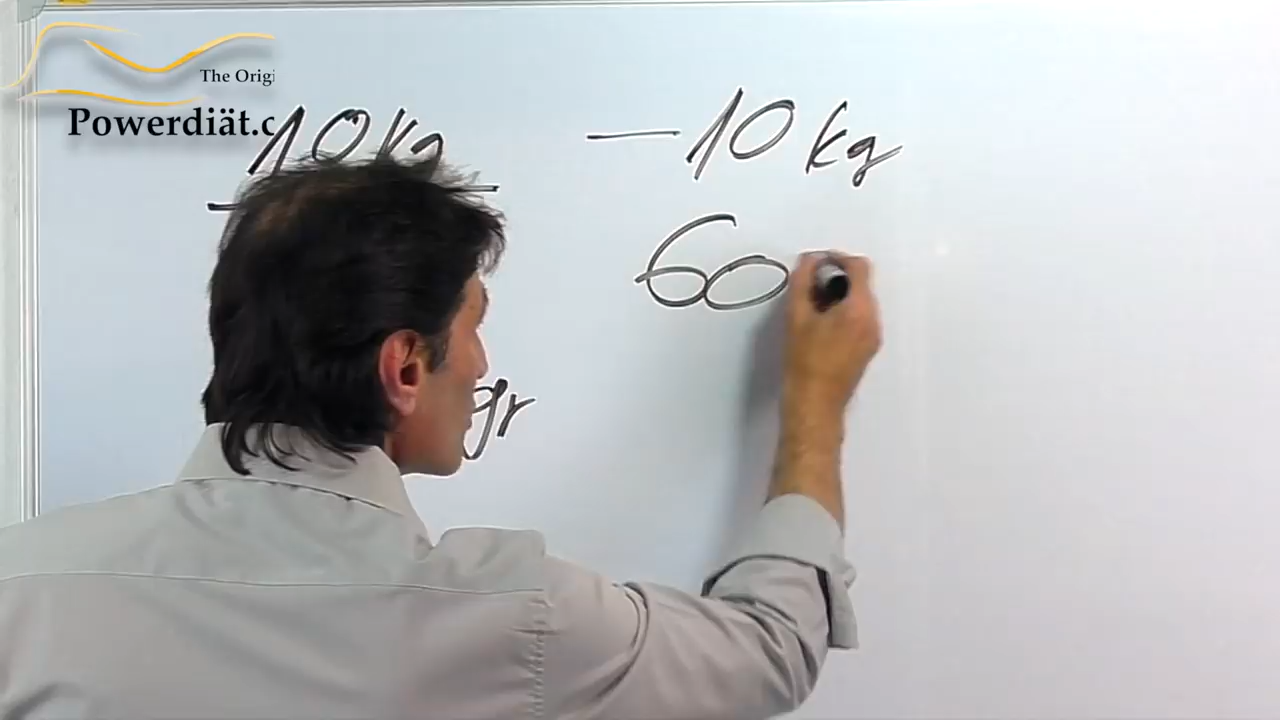 The Origi
Powerdiät.c
10 kg
– 10 kg
60
gr